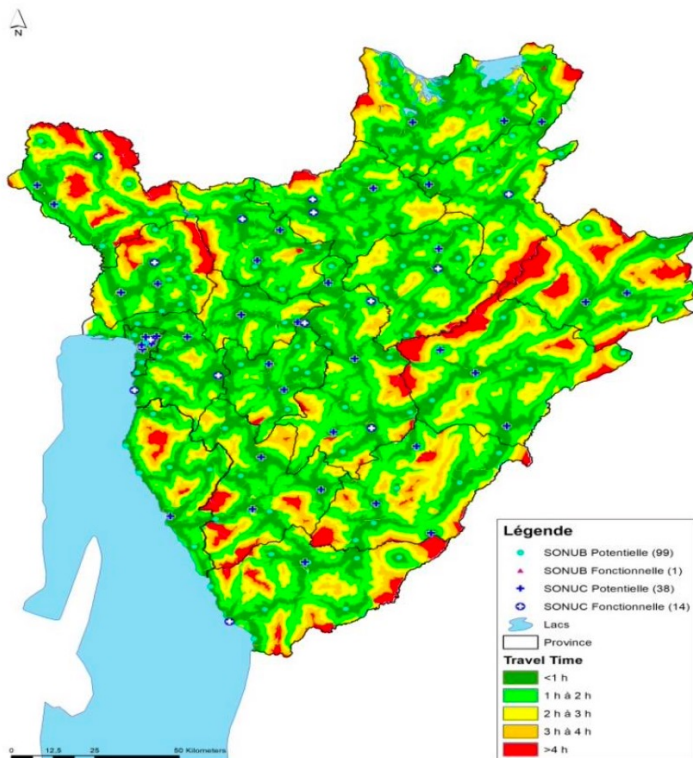 N
Légende
SONUB Potentielle (99)
SONUB Fonctionnelle (1)
SONUC Potentielle (38)
SONUC Fonctionnelle (14)
Lacs
Province
Travel Time
<1 h
1 h à 2 h
2 h à 3 h
3 h à 4 h
>4 h
0 12,5 25 50 Kilometers